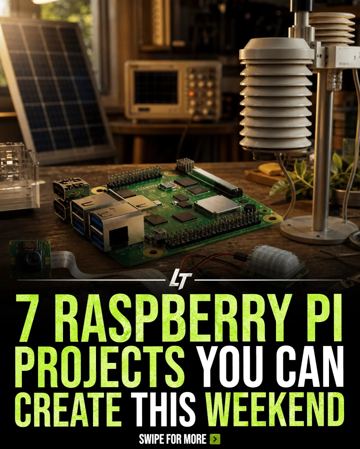 LT
7 RASPBERRY PI
PROJECTS YOU CAN
CREATE THIS WEEKEND
SWIPE FOR MORE